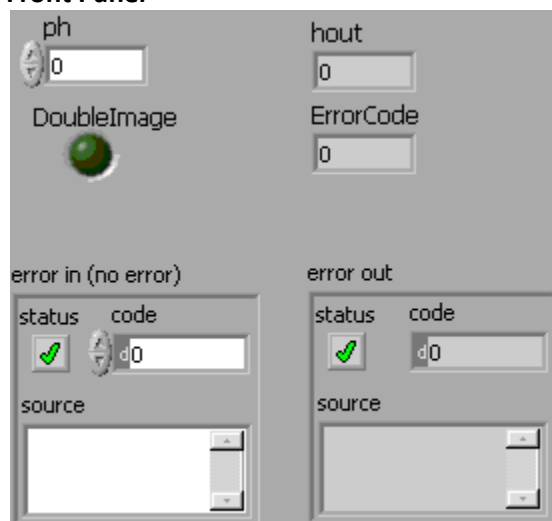 Front Panel
ph
hout
0
0
DoubleImage
ErrorCode
0
error in (no error)
error out
status code
status code
d0
d0
source
source